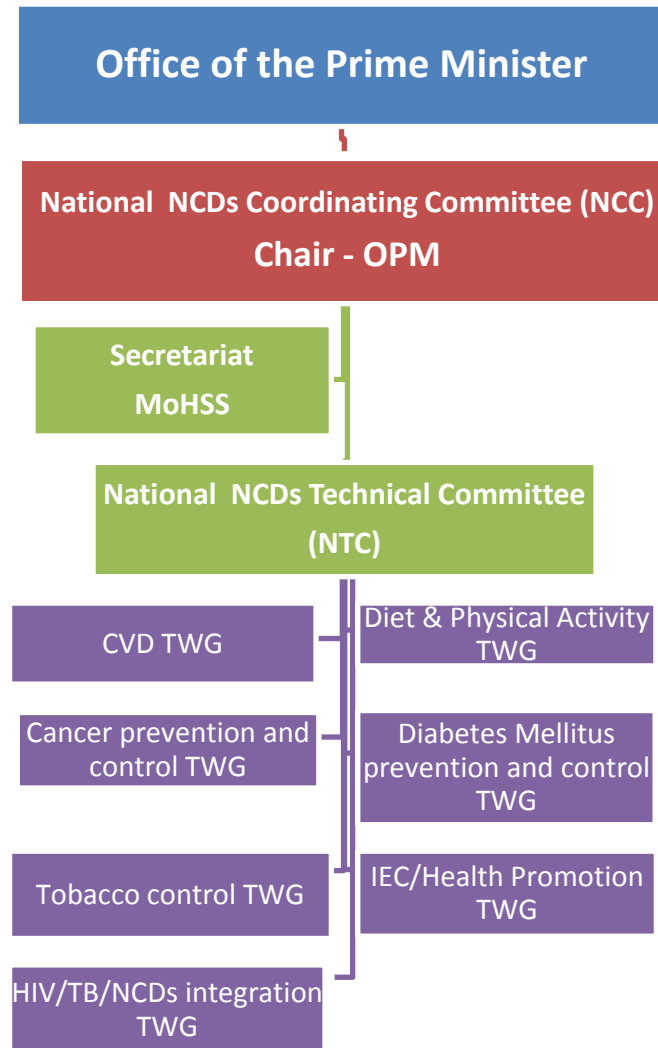 Office of the Prime Minister
National NCDs Coordinating Committee (NCC)
Chair - OPM
Secretariat
MoHSS
National NCDs Technical Committee
(NTC)
CVD TWG
Diet & Physical Activity
TWG
Cancer prevention and
control TWG
Diabetes Mellitus
prevention and control
TWG
Tobacco control TWG
IEC/Health Promotion
TWG
HIV/TB/NCDs integration
TWG